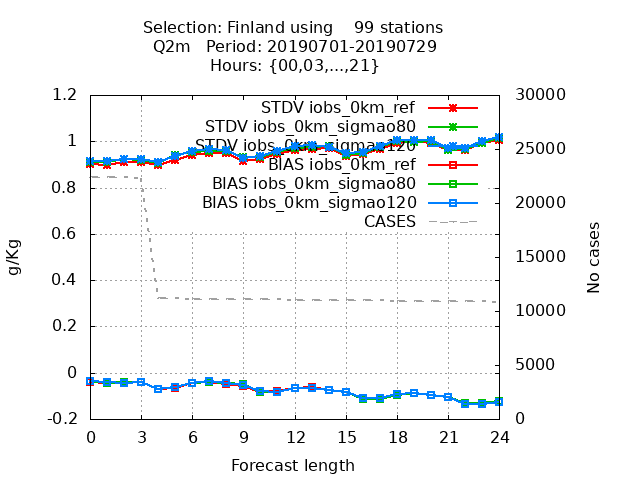 Selection: Finland using    99 stations
Q2m   Period: 20190701-20190729
Hours: {00,03,...,21}
1.2
1
0.8
0.6
0.4
0.2
0
-0.2
g/Kg
30000
25000
20000
15000
10000
5000
0
No cases
STDV iobs_0km_ref
STDV iobs_0km_sigmao80
STDV iobs_0km_sigmao120
BIAS iobs_0km_ref
BIAS iobs_0km_sigmao80
BIAS iobs_0km_sigmao120
CASES
0 3 6 9 12 15 18 21 24
Forecast length